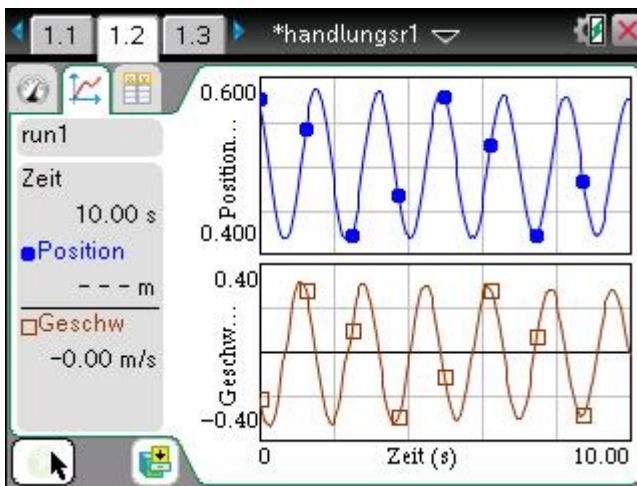 1.1 1.2 1.3 *handlungsr1
run1
Zeit
10.00 s
Position
--- m
Geschw
-0.00 m/s
0.600
Position...
0.400
0.40
Geschw...
-0.40
0 Zeit (s) 10.00